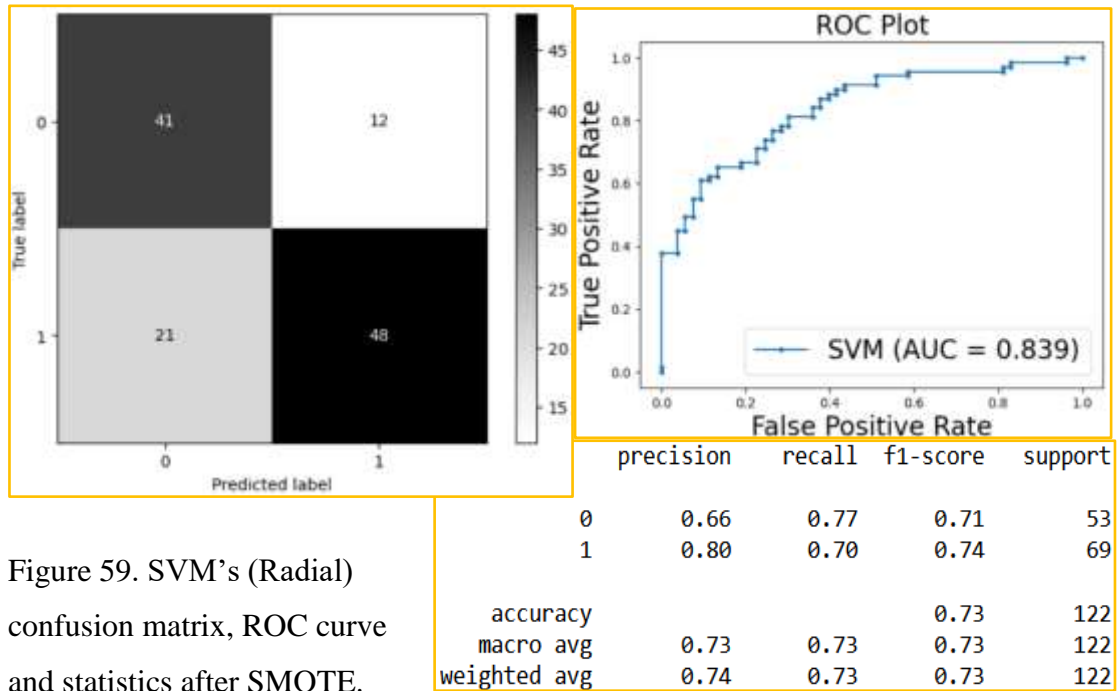 45
40
35
30
25
20
15
0
1
True label
41 12
21 48
0 1
Predicted label
ROC Plot
1.0
0.8
0.6
0.4
0.2
0.0
True Positive Rate
SVM (AUC = 0.839)
0.0 0.2 0.4 0.6 0.8 1.0
False Positive Rate
precision recall f1-score support
0 0.66 0.77 0.71 53
1 0.80 0.70 0.74 69
accuracy 0.73 122
macro avg 0.73 0.73 0.73 122
weighted avg 0.74 0.73 0.73 122
Figure 59. SVM’s (Radial)
confusion matrix, ROC curve
and statistics after SMOTE.